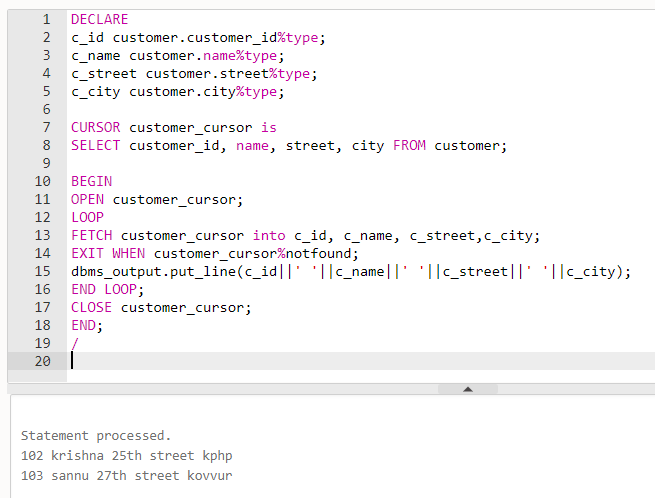 1 DECLARE
2 c_id customer.customer_id%type;
3 c_name customer.name%type;
4 c_street customer.street%type;
5 c_city customer.city%type;
6
7 CURSOR customer_cursor is
8 SELECT customer_id, name, street, city FROM customer;
9
10 BEGIN
11 OPEN customer_cursor;
12 LOOP
13 FETCH customer_cursor into c_id, c_name, c_street,c_city;
14 EXIT WHEN customer_cursor%notfound;
15 dbms_output.put_line(c_id||' '||c_name||' '||c_street||' '||c_city);
16 END LOOP;
17 CLOSE customer_cursor;
18 END;
19 /
20
Statement processed.
102 krishna 25th street kphp
103 sannu 27th street kovvur